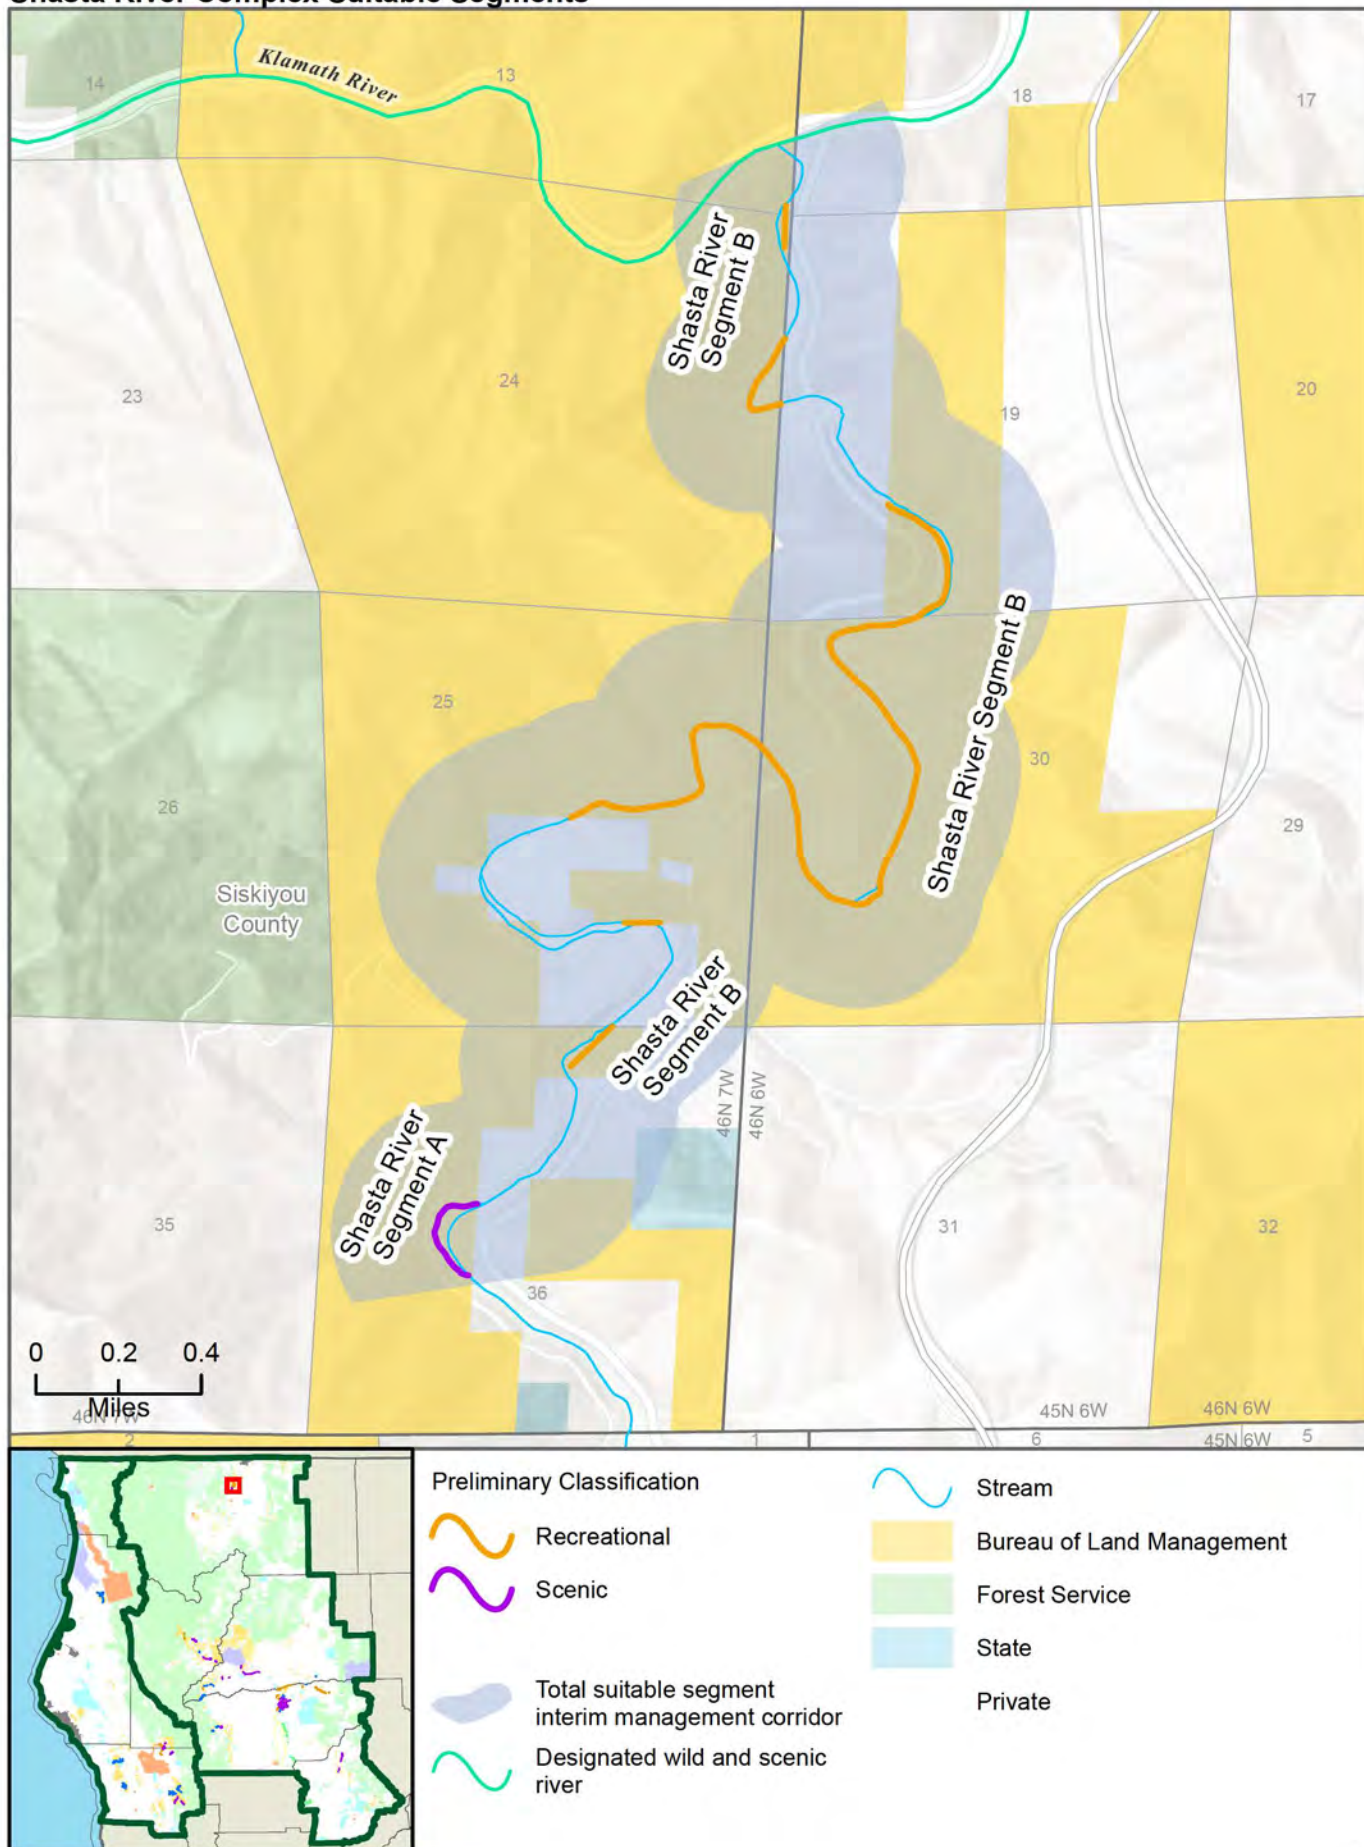 Shasta River Complex Suitable Segments
Klamath River
13
14
18
17
Shasta River
Segment B
23
24
19
20
25
Shasta River Segment B
30
26
29
Siskiyou
County
Shasta River
Segment B
46N 7W
46N 6W
Shasta River
Segment A
35
31
32
36
0 0.2 0.4
Miles
46N 7W
45N 6W
46N 6W
2
1
6
45N 6W
5
Preliminary Classification
Recreational
Scenic
Total suitable segment
interim management corridor
Designated wild and scenic
river
Stream
Bureau of Land Management
Forest Service
State
Private